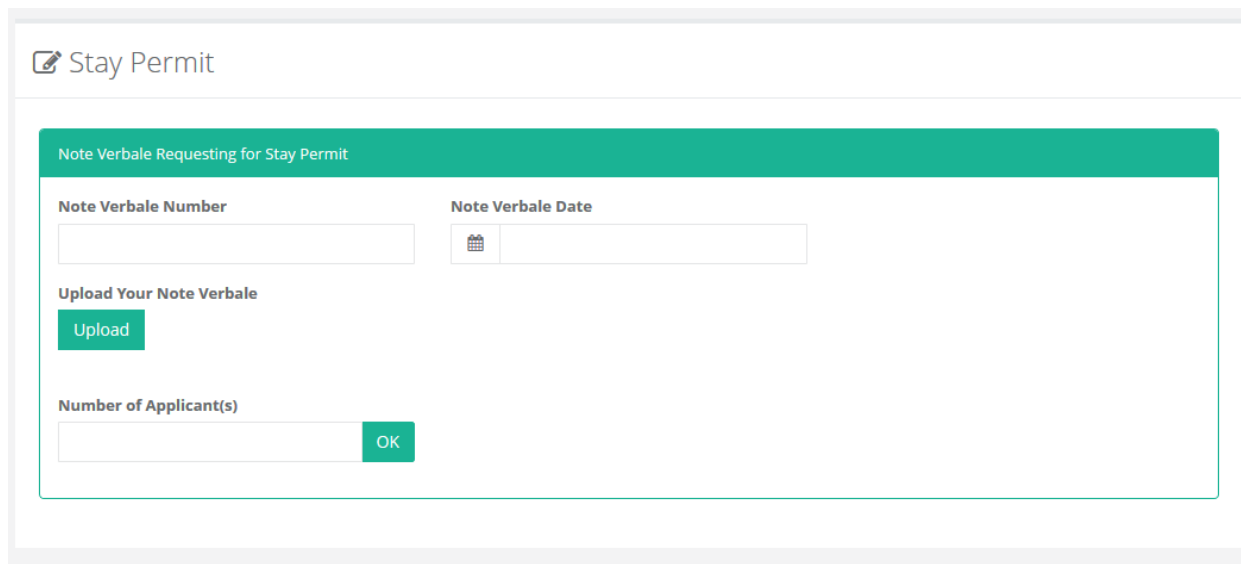 Stay Permit
Note Verbale Requesting for Stay Permit
Note Verbale Number
Note Verbale Date
Upload Your Note Verbale
Upload
Number of Applicant(s)
OK